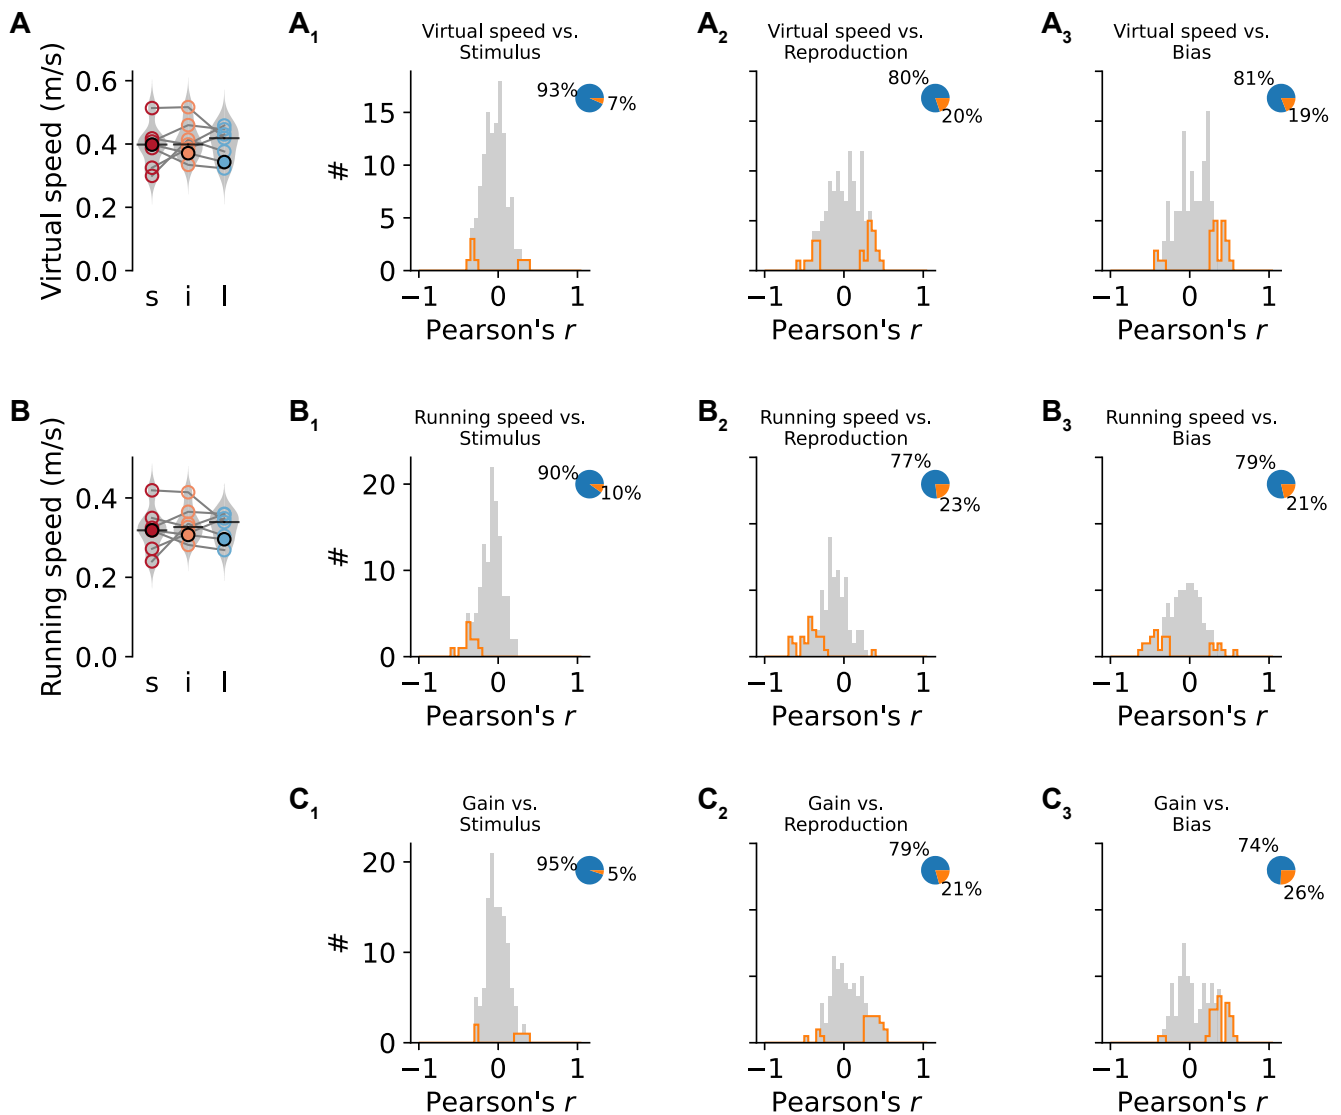 A
Virtual speed (m/s)
0.6
0.4
0.2
0.0
s i l
A1
Virtual speed vs.
Stimulus
93%
7%
#
15
10
5
0
−1 0 1
Pearson's r
A2
Virtual speed vs.
Reproduction
80%
20%
−1 0 1
Pearson's r
A3
Virtual speed vs.
Bias
81%
19%
−1 0 1
Pearson's r
B
Running speed (m/s)
0.4
0.2
0.0
s i l
B1
Running speed vs.
Stimulus
90%
10%
#
20
10
0
−1 0 1
Pearson's r
B2
Running speed vs.
Reproduction
77%
23%
−1 0 1
Pearson's r
B3
Running speed vs.
Bias
79%
21%
−1 0 1
Pearson's r
C1
Gain vs.
Stimulus
95%
5%
#
20
10
0
−1 0 1
Pearson's r
C2
Gain vs.
Reproduction
79%
21%
−1 0 1
Pearson's r
C3
Gain vs.
Bias
74%
26%
−1 0 1
Pearson's r